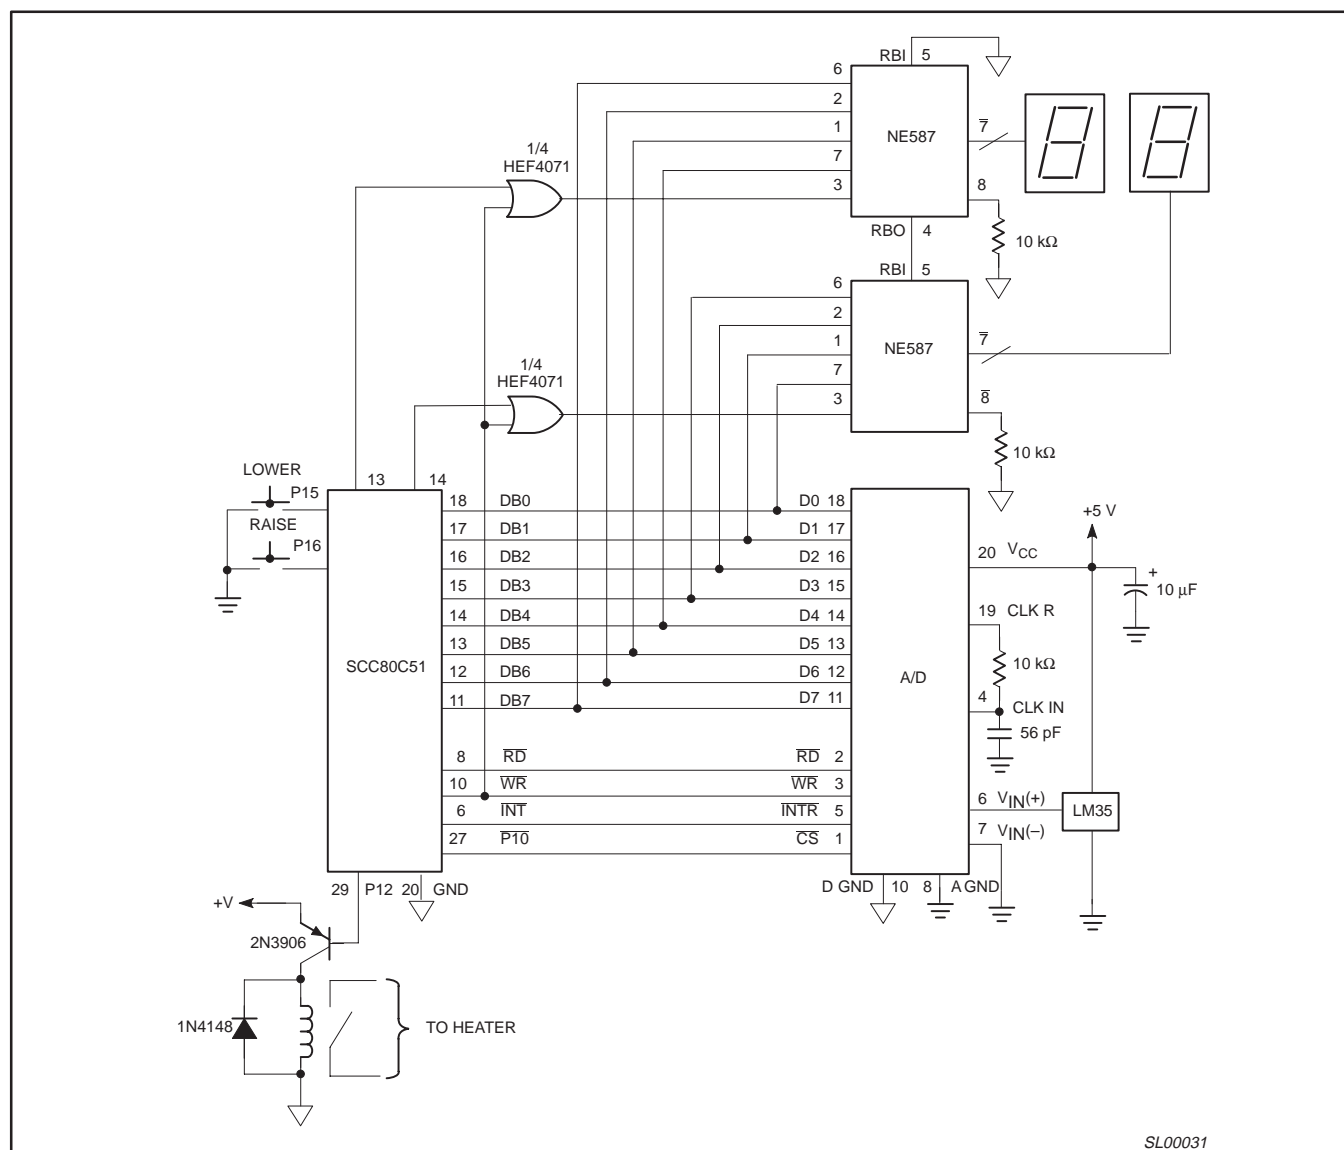 RBI 5
6
2
1
7
3
NE587
7
8
10 kΩ
1/4
HEF4071
RBO 4
RBI 5
6
2
1
7
3
NE587
7
8
10 kΩ
1/4
HEF4071
13 14
LOWER
P15
RAISE
P16
SCC80C51
18 DB0 D0 18
17 DB1 D1 17
16 DB2 D2 16
15 DB3 D3 15
14 DB4 D4 14
13 DB5 D5 13
12 DB6 D6 12
11 DB7 D7 11
8 RD RD 2
10 WR WR 3
6 INT INTR 5
27 P10 CS 1
A/D
+5 V
20 VCC
+
10 µF
19 CLK R
10 kΩ
4 CLK IN
56 pF
6 VIN(+)
LM35
7 VIN(–)
D GND 10 8 A GND
29 P12 20 GND
+V
2N3906
1N4148
TO HEATER
SL00031